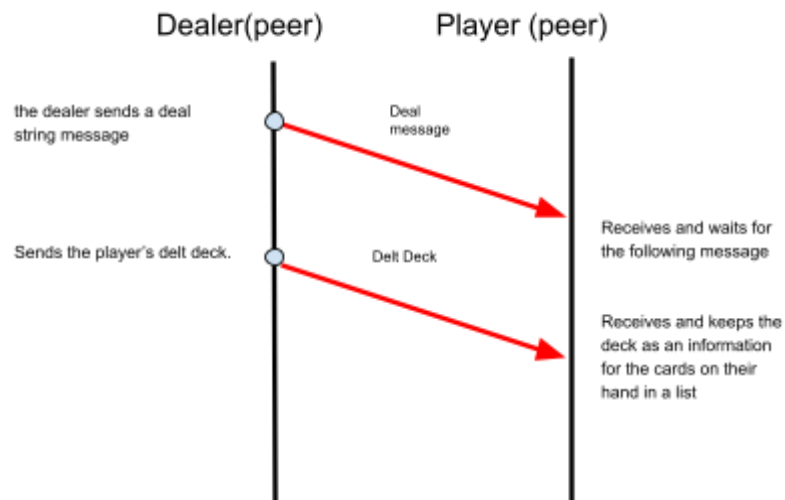 Dealer(peer)
Player (peer)
the dealer sends a deal
string message
Deal
message
Receives and waits for
the following message
Sends the player's delt deck.
Delt Deck
Receives and keeps the
deck as an information
for the cards on their
hand in a list